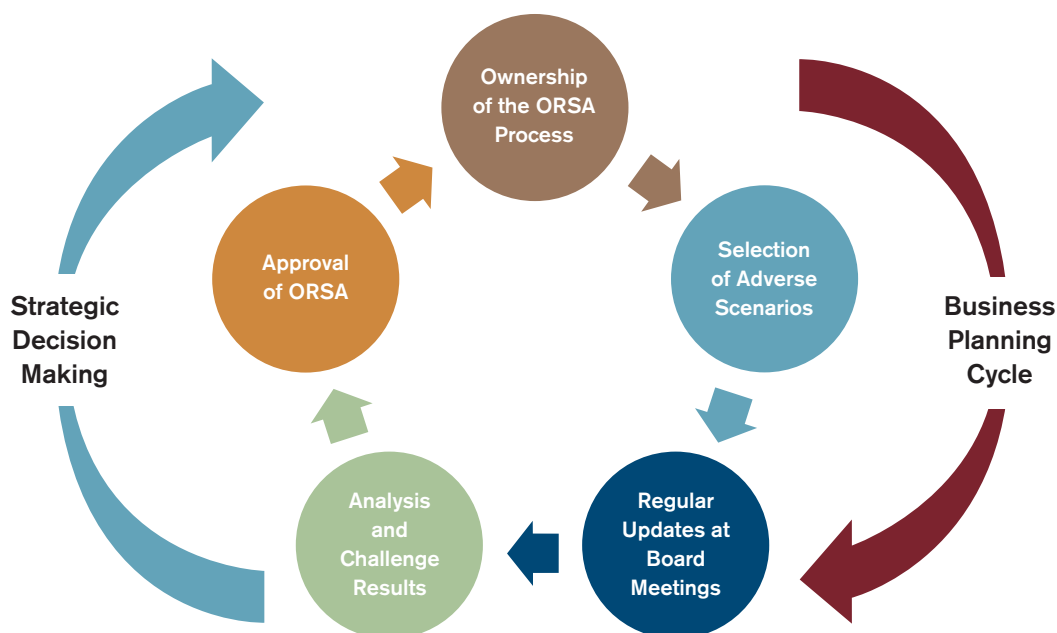 Ownership
of the ORSA
Process
Selection
of Adverse
Scenarios
Regular
Updates at
Board
Meetings
Analysis
and
Challenge
Results
Approval
of ORSA
Strategic
Decision
Making
Business
Planning
Cycle